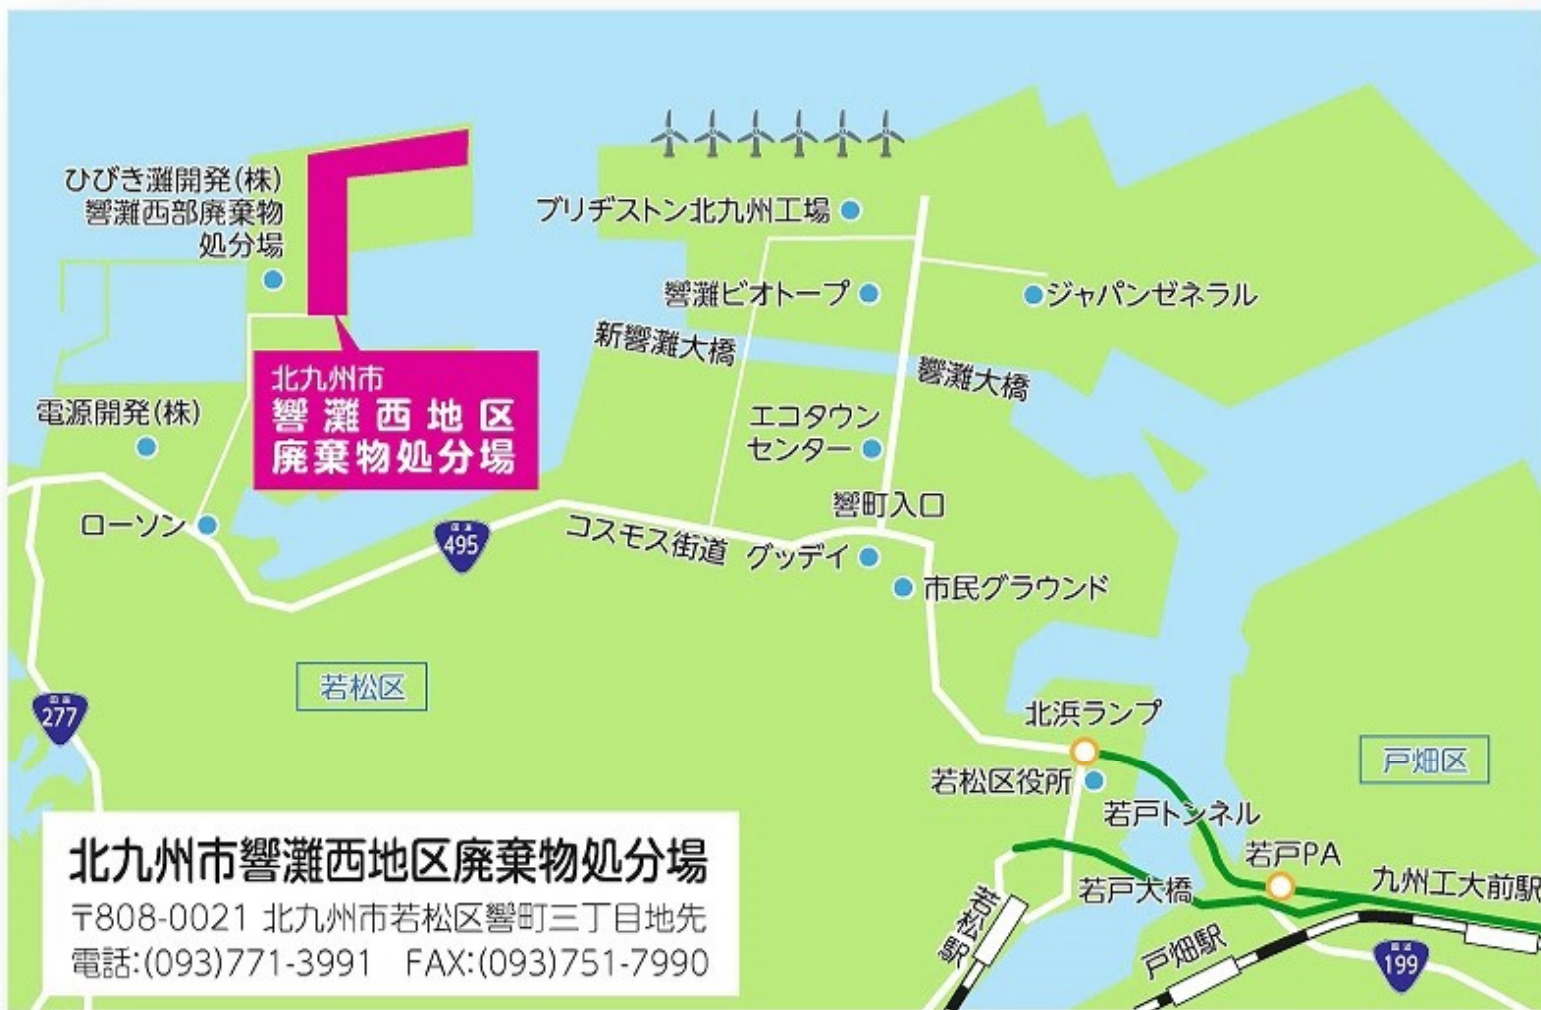 ひびき灘開発(株)
響灘西部廃棄物
処分場
ブリヂストン北九州工場
響灘ビオトープ
ジャパンゼネラル
新響灘大橋
響灘大橋
北九州市
響灘西地区
廃棄物処分場
電源開発(株)
エコタウン
センター
響町入口
ローソン
国道
495
コスモス街道
グッデイ
市民グラウンド
若松区
国道
277
北浜ランプ
戸畑区
若松区役所
若戸トンネル
若戸PA
若戸大橋
九州工大前駅
若松駅
戸畑駅
国道
199
北九州市響灘西地区廃棄物処分場
〒808-0021 北九州市若松区響町三丁目地先
電話:(093)771-3991 FAX:(093)751-7990